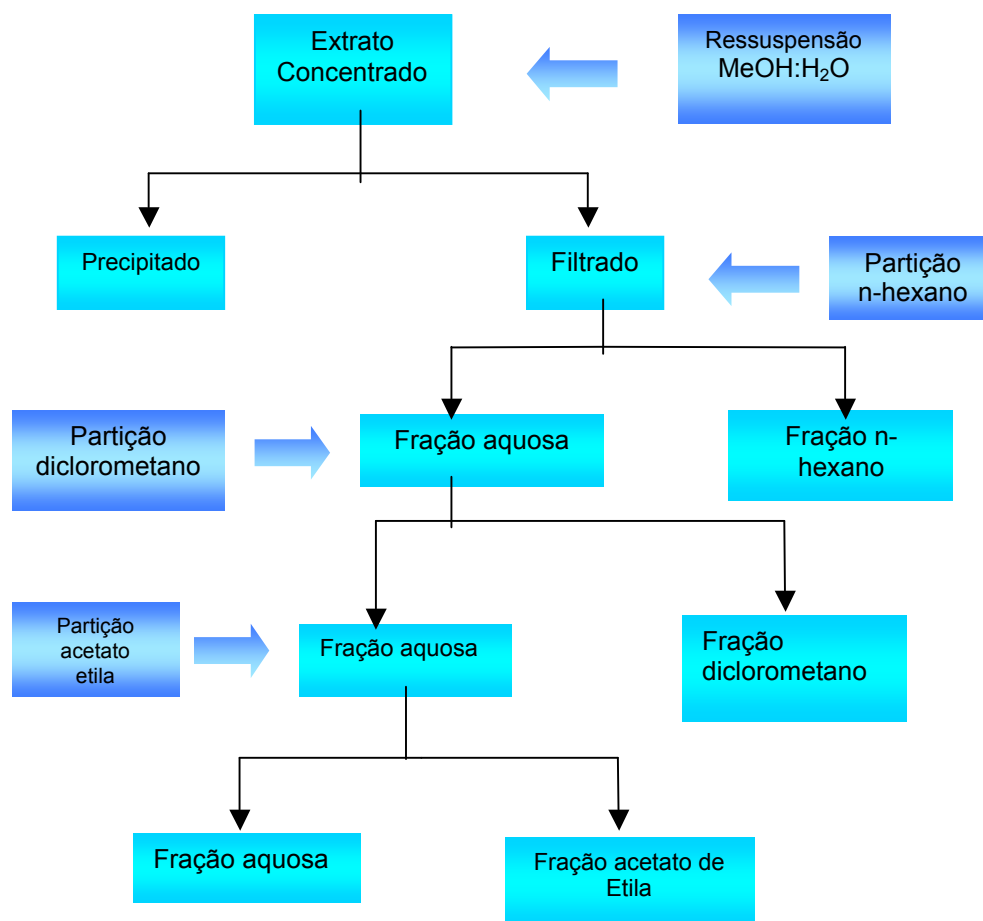 Extrato
Concentrado
Ressuspensão
MeOH:H₂O
Precipitado
Filtrado
Partição
n-hexano
Partição
diclorometano
Fração aquosa
Fração n-
hexano
Partição
acetato
etila
Fração aquosa
Fração
diclorometano
Fração aquosa
Fração acetato de
Etila